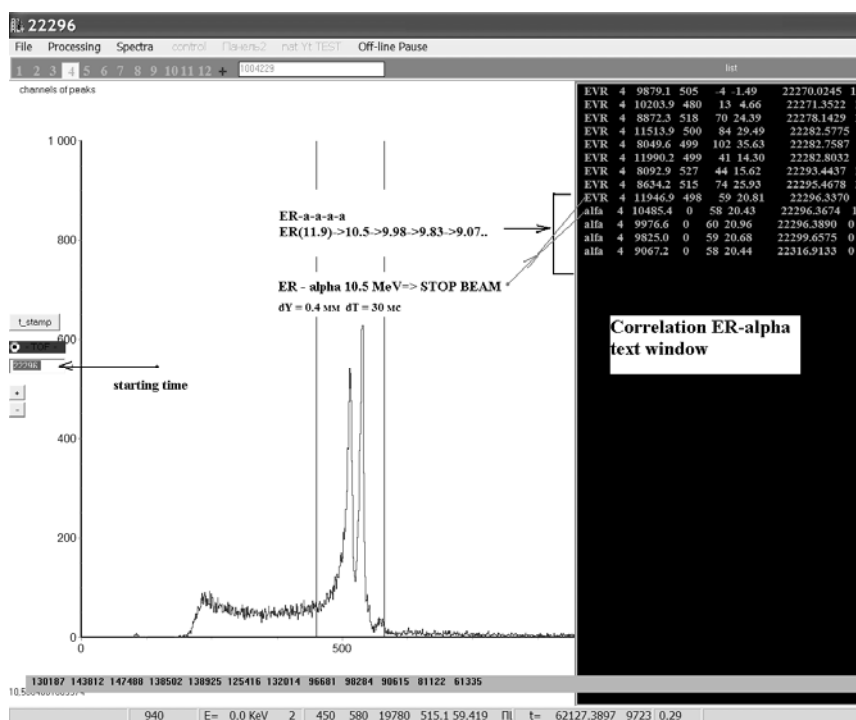 22296
File Processing Spectra control Панель2 nat Yt TEST Off-line Pause
1 2 3 4 5 6 7 8 9 10 11 12 + 1004229 list
channels of peaks
1 000
800
600
400
200
0
0 500
ER-a-a-a-a
ER(11.9)->10.5->9.98->9.83->9.07..
ER - alpha 10.5 MeV=> STOP BEAM
dY = 0.4 мм dT = 30 мс
t_stamp
TOF
22296
+
-
starting time
EVR 4 9879.1 505 -4 -1.49 22270.0245 1
EVR 4 10203.9 480 13 4.66 22271.3522
EVR 4 8872.3 518 70 24.39 22278.1429
EVR 4 11513.9 500 84 29.49 22282.5775
EVR 4 8049.6 499 102 35.63 22282.7587
EVR 4 11990.2 499 41 14.30 22282.8032
EVR 4 8092.9 527 44 15.62 22293.4437
EVR 4 8634.2 515 74 25.93 22295.4678
EVR 4 11946.9 498 59 20.81 22296.3370
alfa 4 10485.4 0 58 20.43 22296.3674 1
alfa 4 9976.6 0 60 20.96 22296.3890 0
alfa 4 9825.0 0 59 20.68 22299.6575 0
alfa 4 9067.2 0 58 20.44 22316.9133 0
Correlation ER-alpha
text window
130187 143812 147488 138502 138925 125416 132014 96681 98284 90615 81122 61335
940 E= 0.0 KeV 2 450 580 19780 515.1 59.419 П| t= 62127.3897 9723 0.29